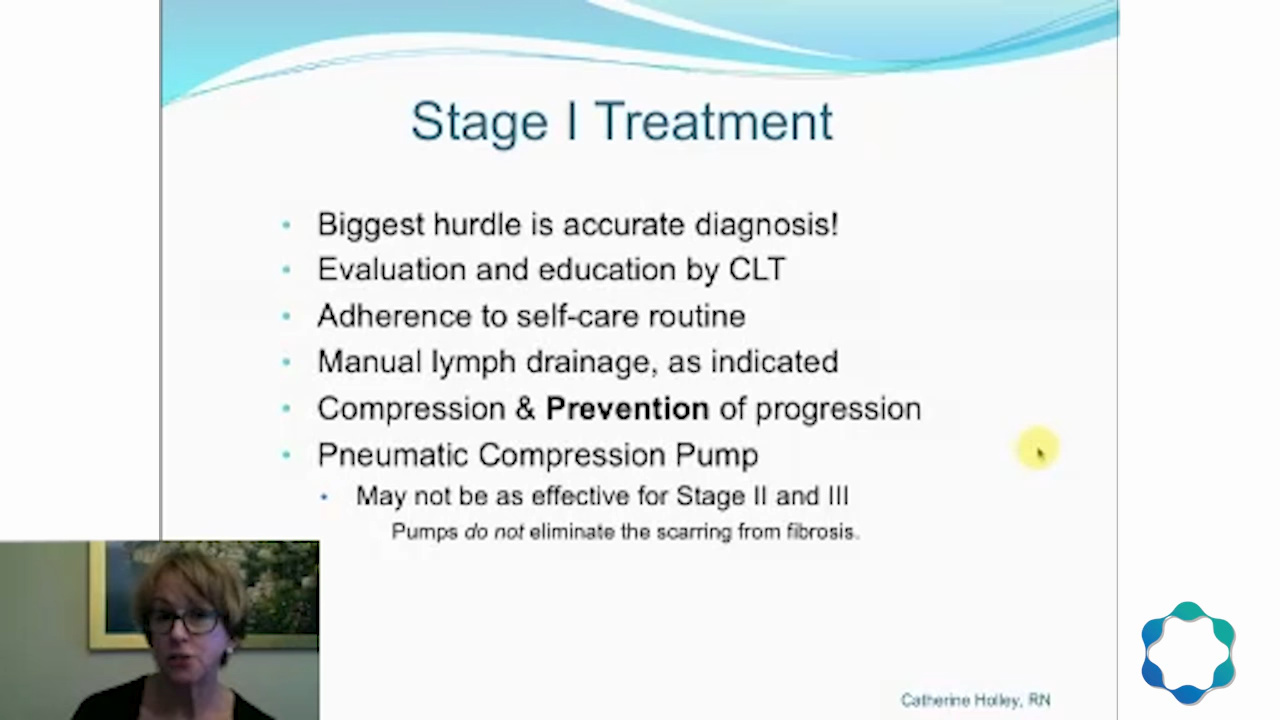 Stage I Treatment
Biggest hurdle is accurate diagnosis!
Evaluation and education by CLT
Adherence to self-care routine
Manual lymph drainage, as indicated
Compression & Prevention of progression
Pneumatic Compression Pump
May not be as effective for Stage II and III
Pumps do not eliminate the scarring from fibrosis.
Catherine Holley, RN